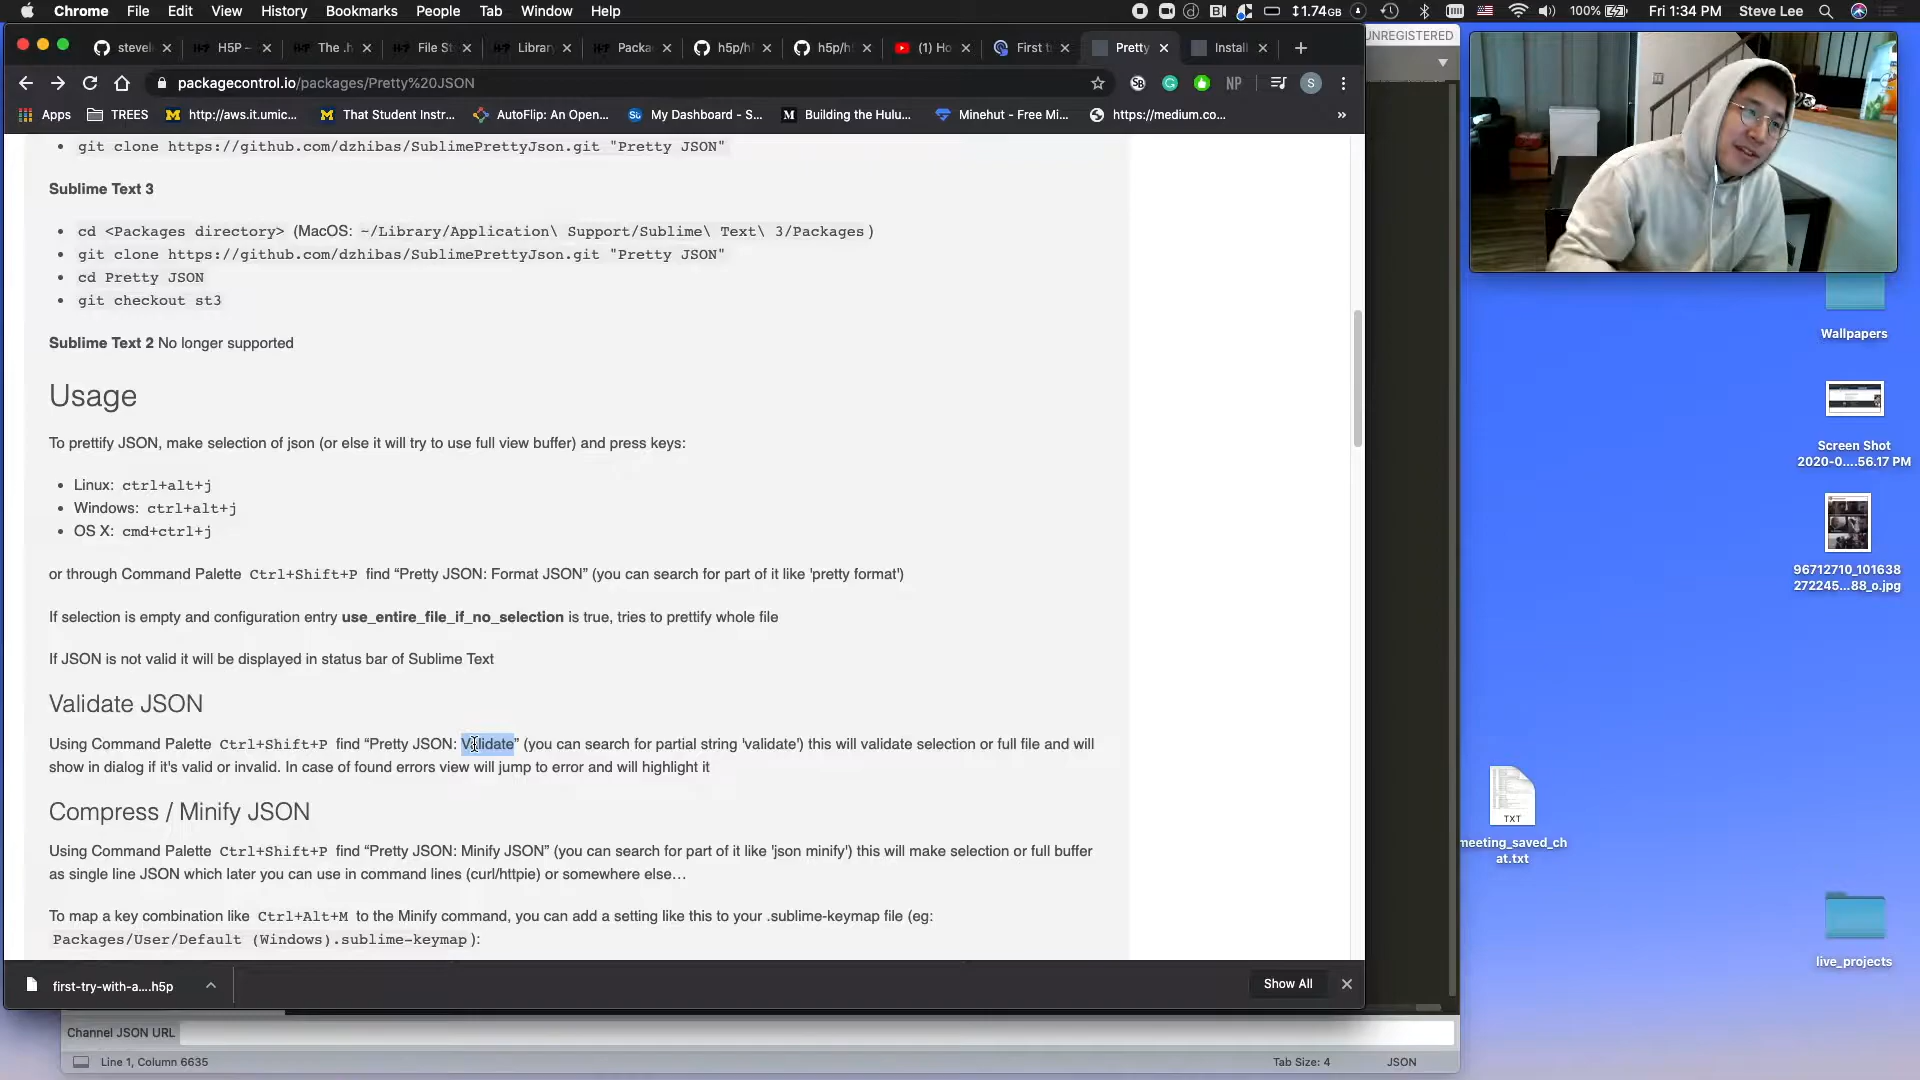 Chrome File Edit View History Bookmarks People Tab Window Help 1.74GB 100% Fri 1:34 PM Steve Lee
stevel H5P – The .h File St Library Packa h5p/h h5p/h (1) Ho First t Pretty Install UNREGISTERED
packagecontrol.io/packages/Pretty%20JSON NP S
Apps TREES http://aws.it.umic... That Student Instr... AutoFlip: An Open... My Dashboard - S... Building the Hulu... Minehut - Free Mi... https://medium.co... »
git clone https://github.com/dzhibas/SublimePrettyJson.git "Pretty JSON"
Sublime Text 3
cd <Packages directory> (MacOS: ~/Library/Application\ Support/Sublime\ Text\ 3/Packages)
git clone https://github.com/dzhibas/SublimePrettyJson.git "Pretty JSON"
cd Pretty JSON
git checkout st3
Sublime Text 2 No longer supported
Usage
To prettify JSON, make selection of json (or else it will try to use full view buffer) and press keys:
Linux: ctrl+alt+j
Windows: ctrl+alt+j
OS X: cmd+ctrl+j
or through Command Palette Ctrl+Shift+P find “Pretty JSON: Format JSON” (you can search for part of it like 'pretty format')
If selection is empty and configuration entry use_entire_file_if_no_selection is true, tries to prettify whole file
If JSON is not valid it will be displayed in status bar of Sublime Text
Validate JSON
Using Command Palette Ctrl+Shift+P find “Pretty JSON: Validate” (you can search for partial string 'validate') this will validate selection or full file and will
show in dialog if it's valid or invalid. In case of found errors view will jump to error and will highlight it
Compress / Minify JSON
Using Command Palette Ctrl+Shift+P find “Pretty JSON: Minify JSON” (you can search for part of it like 'json minify') this will make selection or full buffer
as single line JSON which later you can use in command lines (curl/httpie) or somewhere else…
To map a key combination like Ctrl+Alt+M to the Minify command, you can add a setting like this to your .sublime-keymap file (eg:
Packages/User/Default (Windows).sublime-keymap):
first-try-with-a....h5p Show All
Channel JSON URL
Line 1, Column 6635 Tab Size: 4 JSON
Wallpapers
Screen Shot
2020-0....56.17 PM
96712710_101638
272245...88_o.jpg
TXT
meeting_saved_ch
at.txt
live_projects